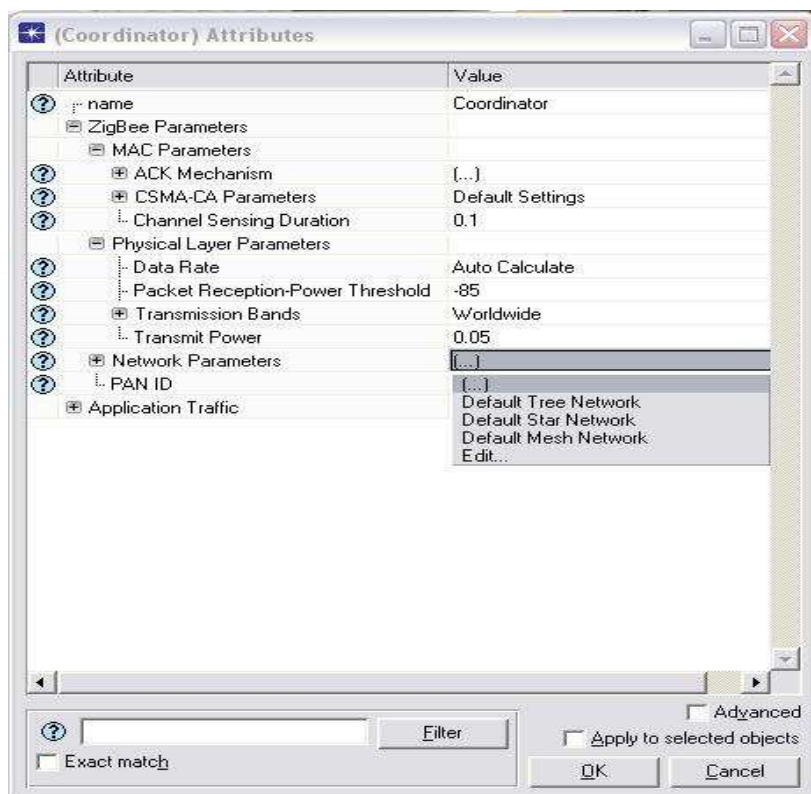 (Coordinator) Attributes
Attribute Value
name Coordinator
ZigBee Parameters
MAC Parameters
ACK Mechanism (...)
CSMA-CA Parameters Default Settings
Channel Sensing Duration 0.1
Physical Layer Parameters
Data Rate Auto Calculate
Packet Reception-Power Threshold -85
Transmission Bands Worldwide
Transmit Power 0.05
Network Parameters (...)
PAN ID (...)
Application Traffic Default Tree Network
Default Star Network
Default Mesh Network
Edit...
Advanced
Filter
Apply to selected objects
Exact match
OK Cancel